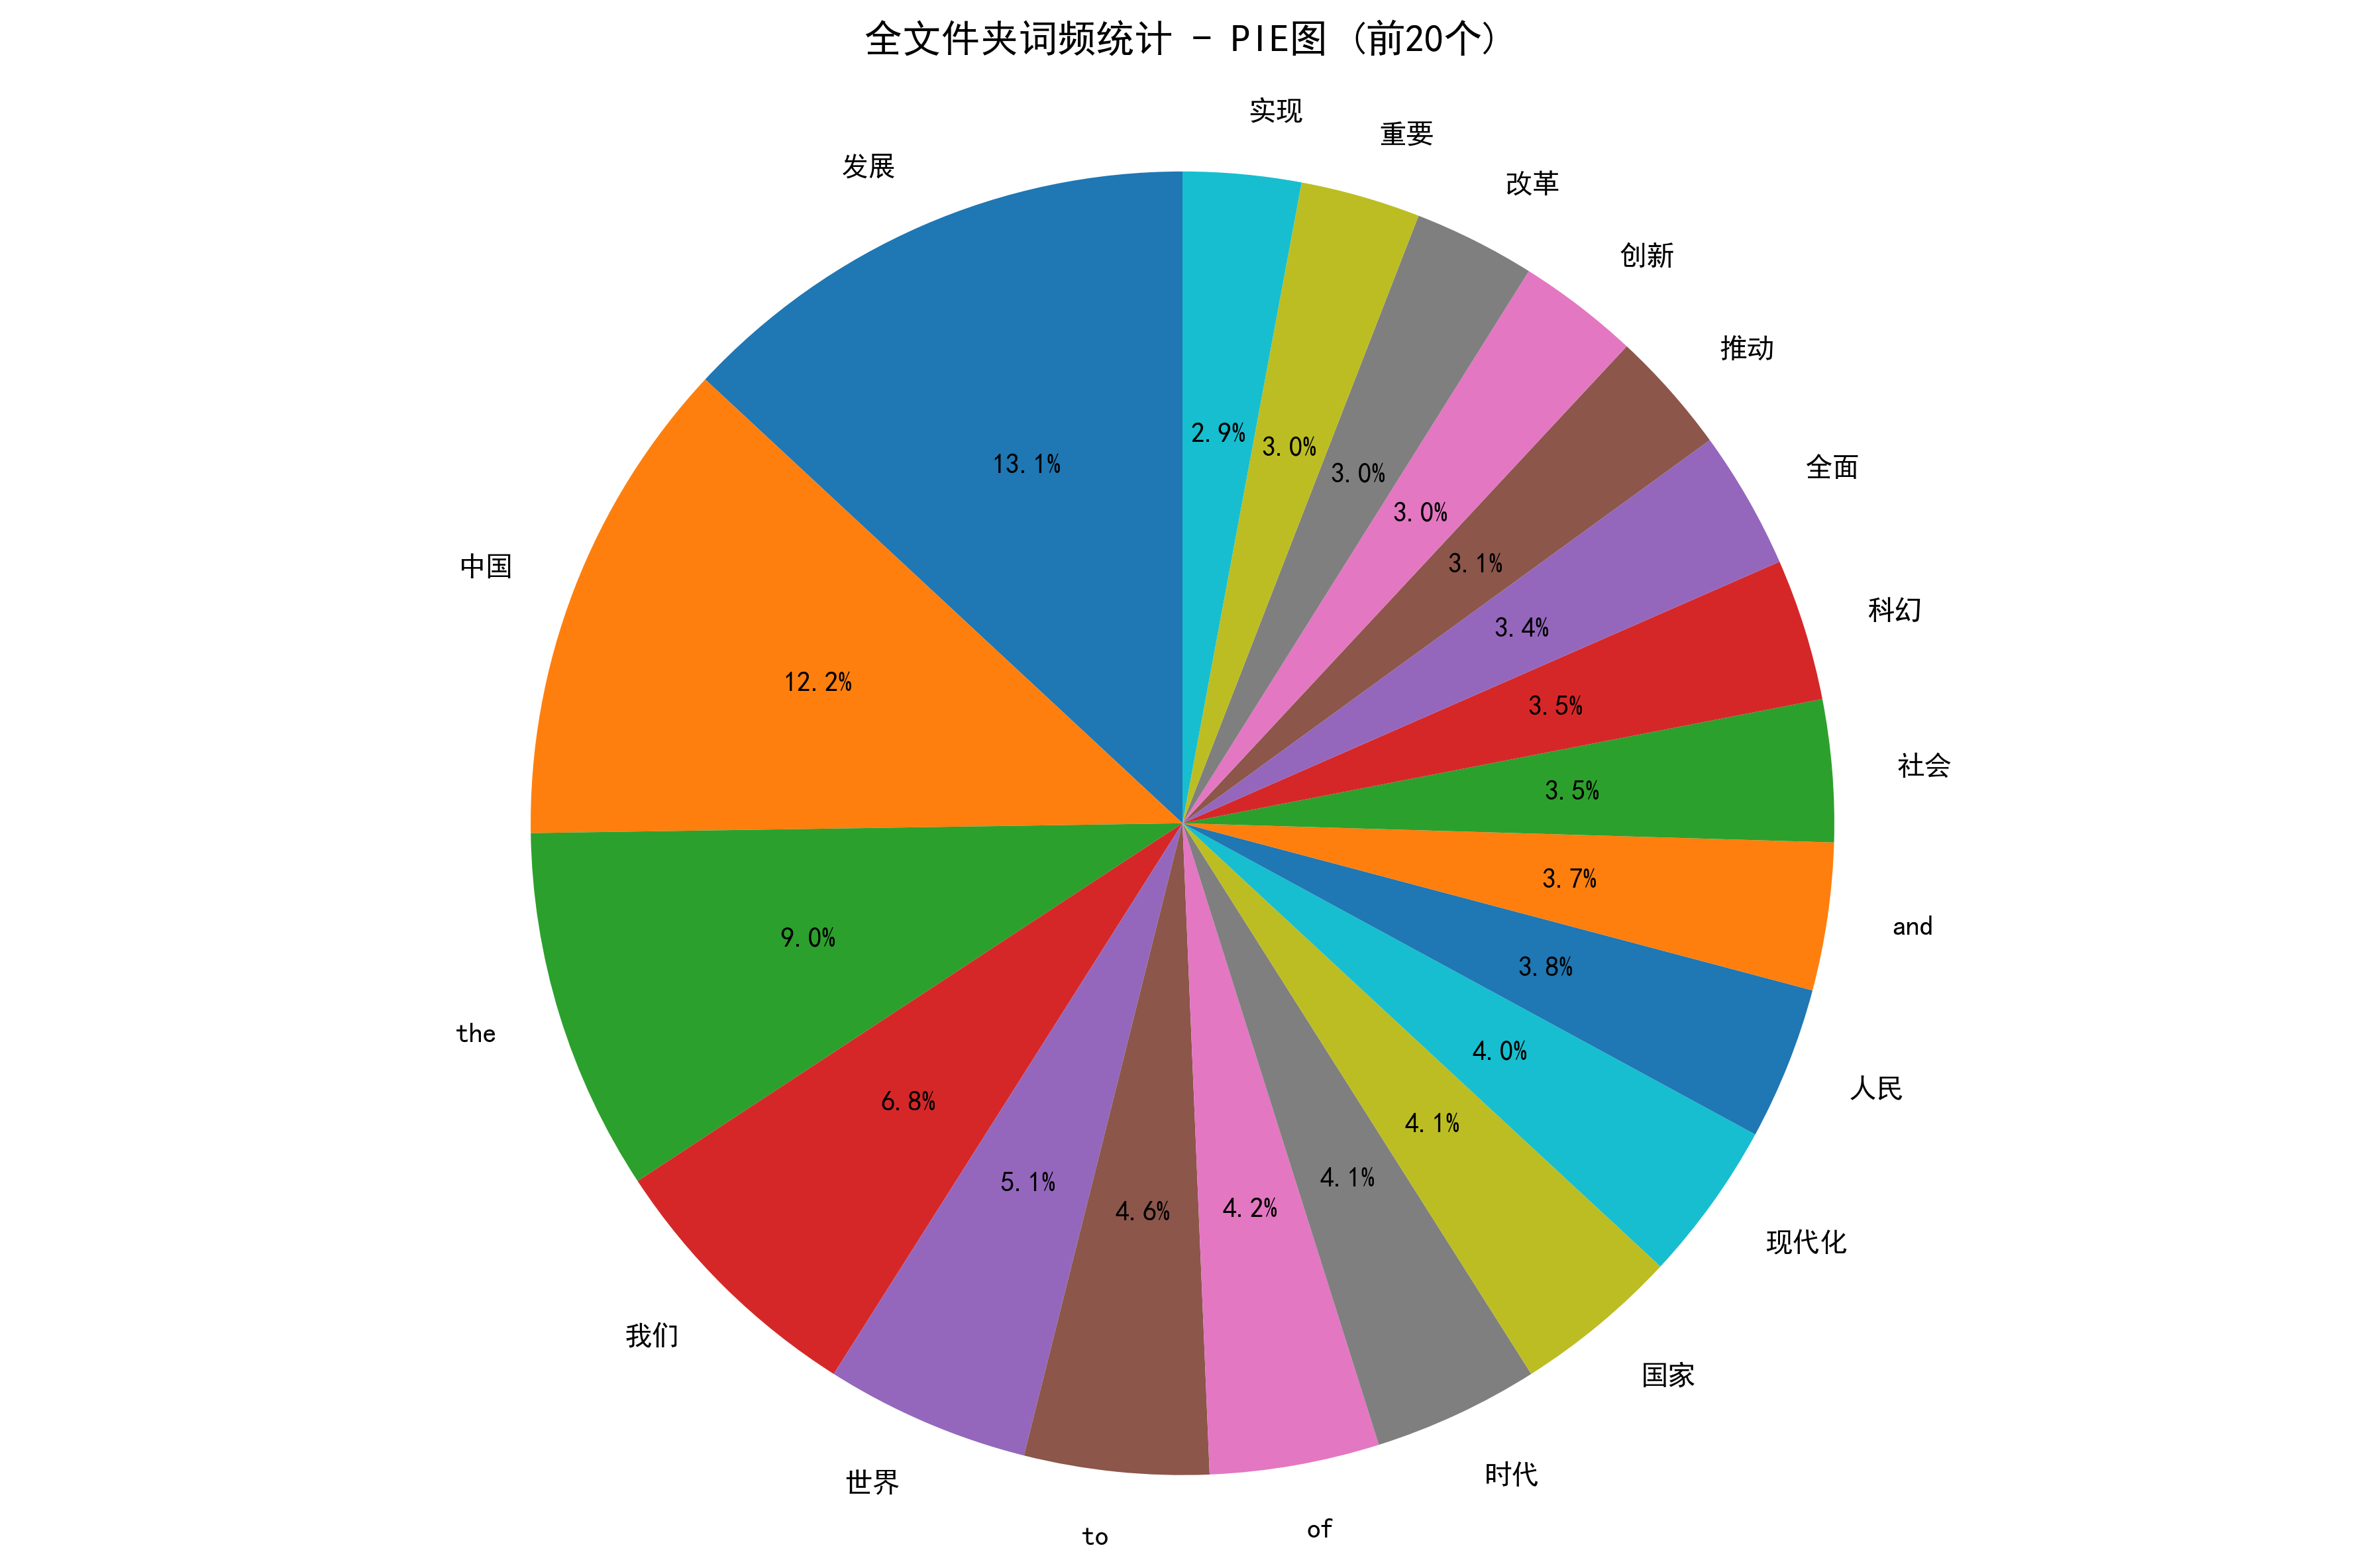 全文件夹词频统计 - PIE图 (前20个)
发展
13.1%
中国
12.2%
the
9.0%
我们
6.8%
世界
5.1%
to
4.6%
of
4.2%
时代
4.1%
国家
4.1%
现代化
4.0%
人民
3.8%
and
3.7%
社会
3.5%
科幻
3.5%
全面
3.4%
推动
3.1%
创新
3.0%
改革
3.0%
重要
3.0%
实现
2.9%